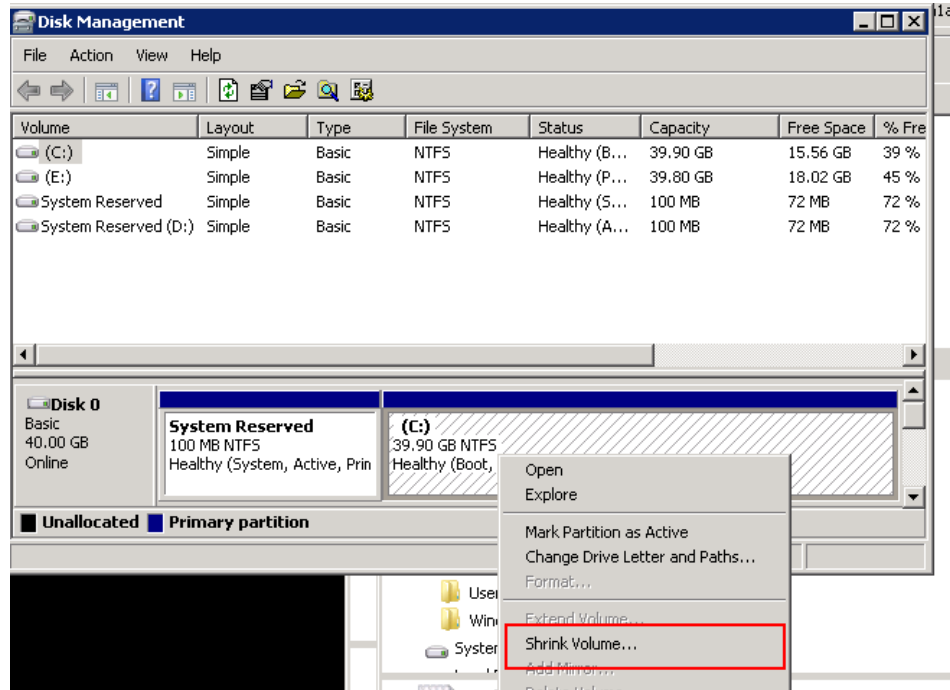 Disk Management
File Action View Help
Volume Layout Type File System Status Capacity Free Space % Fre
(C:) Simple Basic NTFS Healthy (B... 39.90 GB 15.56 GB 39 %
(E:) Simple Basic NTFS Healthy (P... 39.80 GB 18.02 GB 45 %
System Reserved Simple Basic NTFS Healthy (S... 100 MB 72 MB 72 %
System Reserved (D:) Simple Basic NTFS Healthy (A... 100 MB 72 MB 72 %
Disk 0
Basic
40.00 GB
Online
System Reserved
100 MB NTFS
Healthy (System, Active, Prin
(C:)
39.90 GB NTFS
Healthy (Boot,
Open
Explore
Mark Partition as Active
Change Drive Letter and Paths...
Format...
Extend Volume...
Shrink Volume...
Add Mirror...
Unallocated Primary partition
User
Wind
System